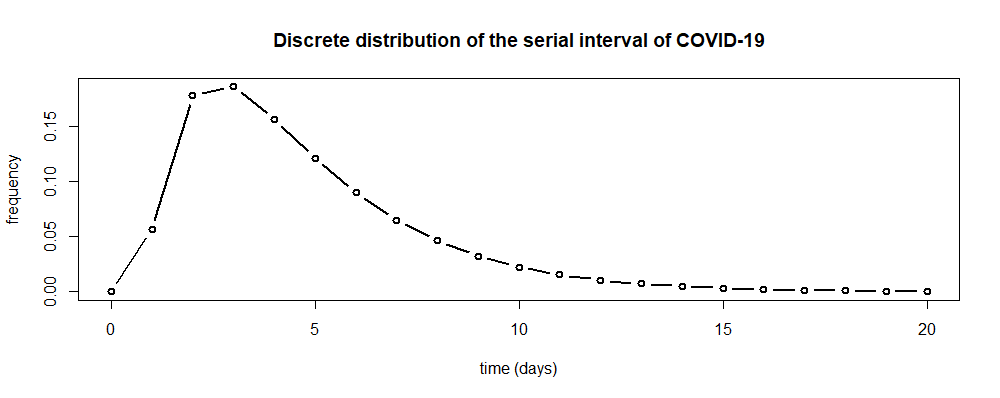 Discrete distribution of the serial interval of COVID-19
frequency
0.15
0.10
0.05
0.00
0 5 10 15 20
time (days)